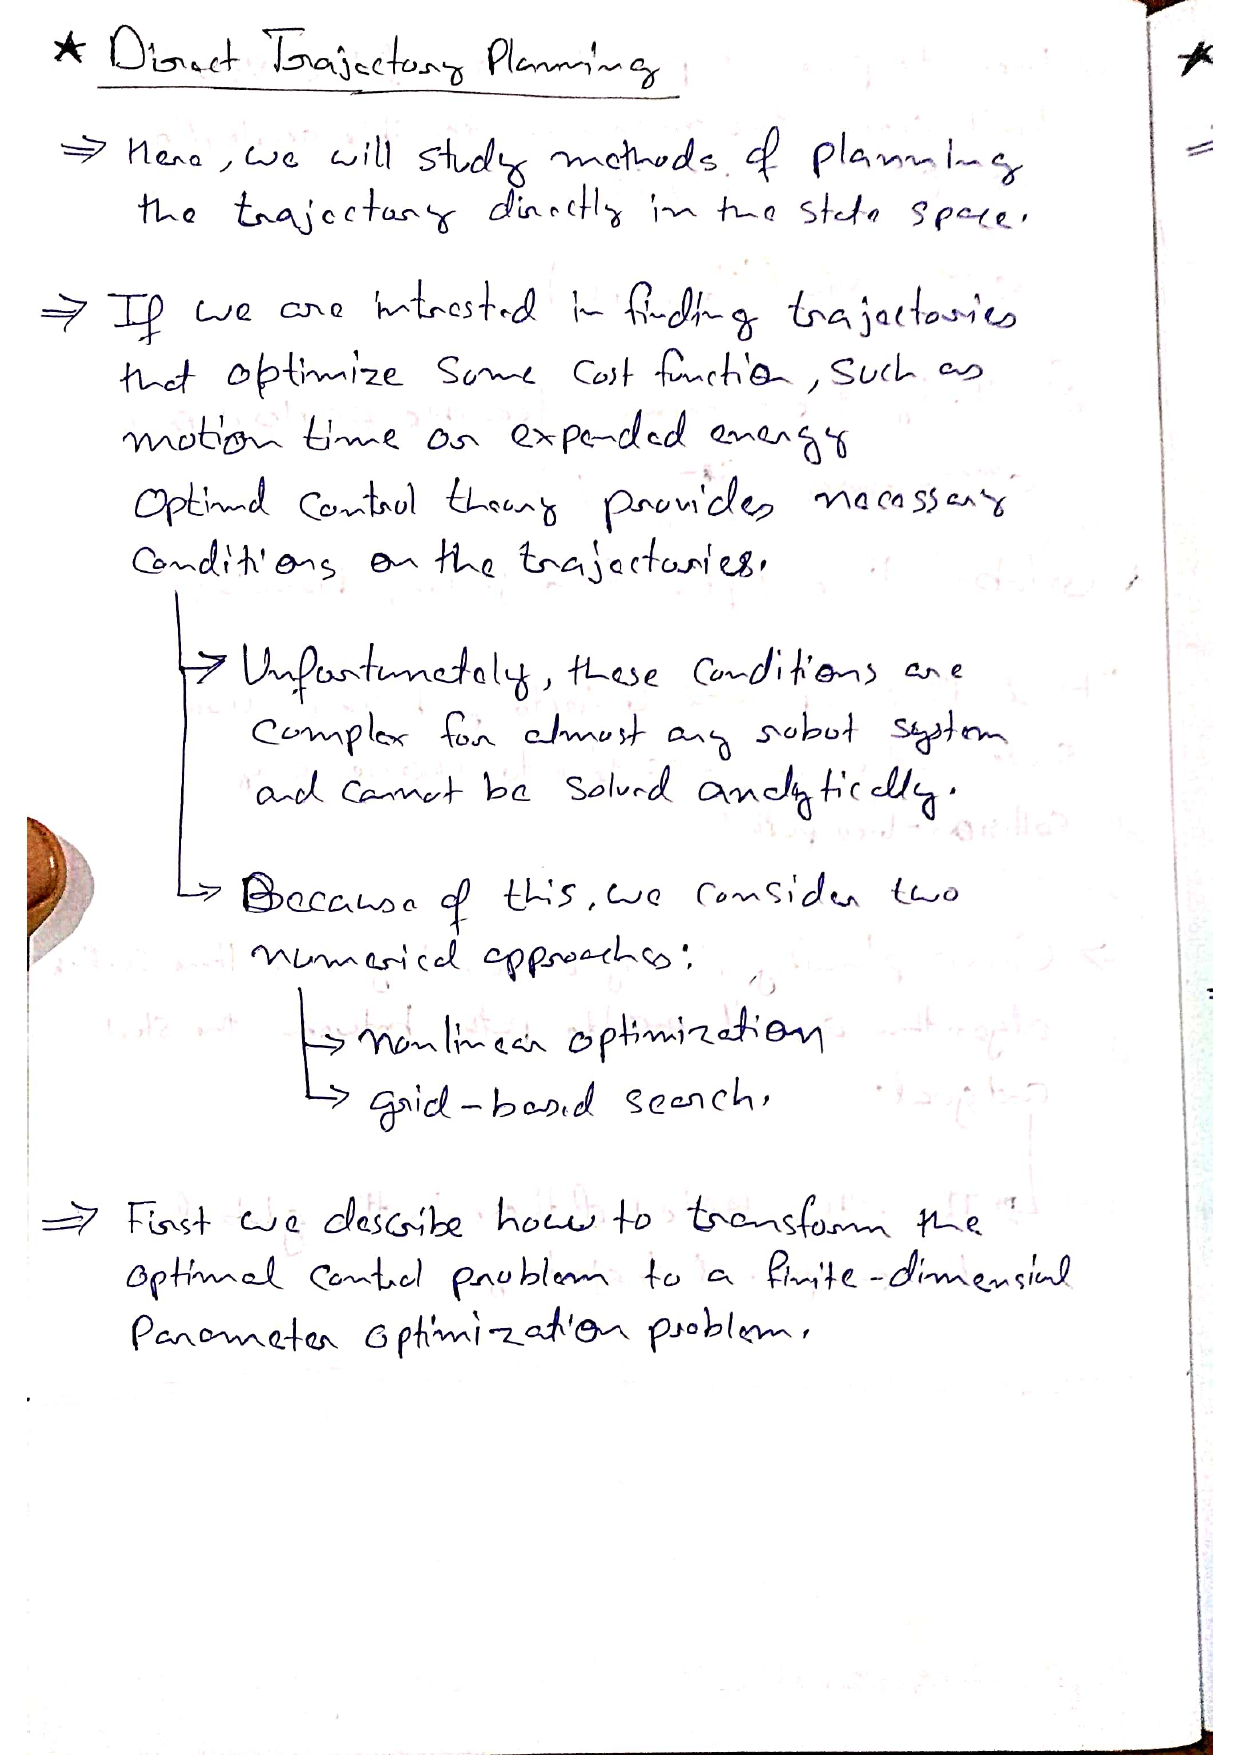 ★ Direct Trajectory Planning
⇒ Here, we will study methods of planning
the trajectory directly in the state space.
⇒ If we are intrested in finding trajectories
that optimize some cost function, such as
motion time or expended energy
Optimal control theory provides necessary
conditions on the trajectories.
→ Unfortunately, these conditions are
complex for almost any robot system
and cannot be solved analytically.
→ Because of this, we consider two
numerical approaches:
→ nonlinear optimization
→ grid-based search.
⇒ First we describe how to transform the
optimal control problem to a finite-dimensional
Parameter optimization problem.